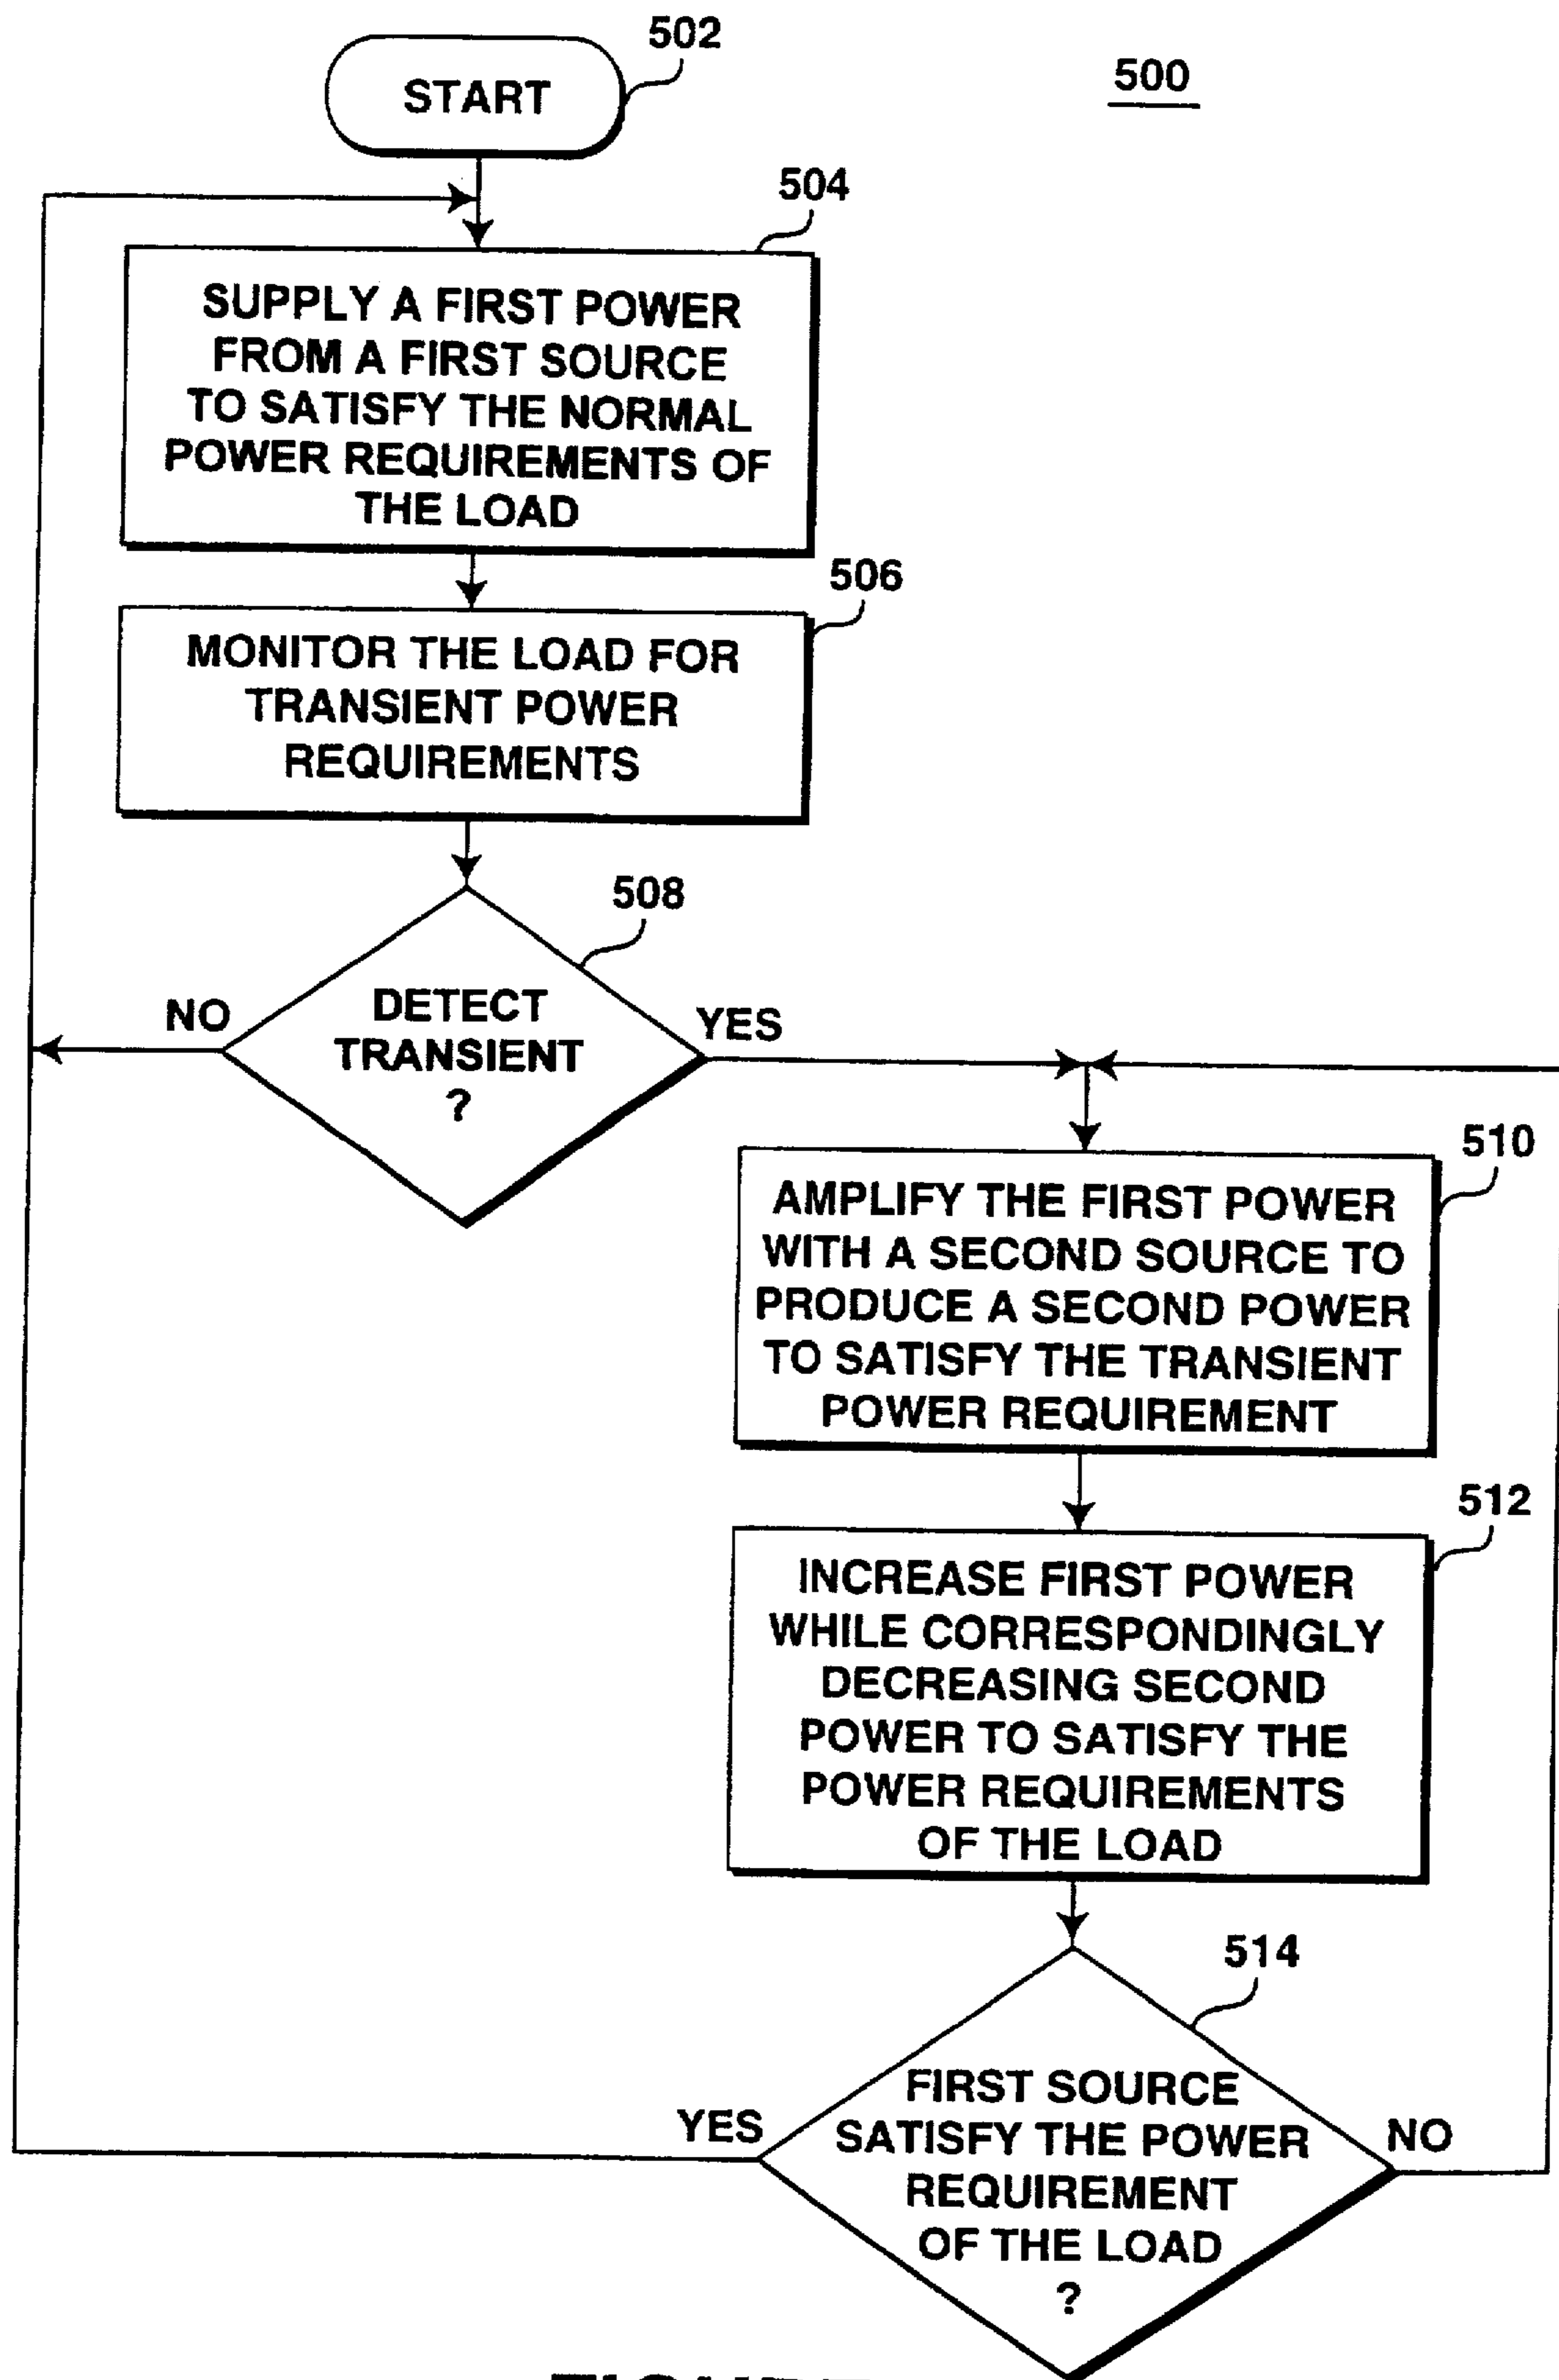 502
500
START
504
SUPPLY A FIRST POWER
FROM A FIRST SOURCE
TO SATISFY THE NORMAL
POWER REQUIREMENTS OF
THE LOAD
506
MONITOR THE LOAD FOR
TRANSIENT POWER
REQUIREMENTS
508
NO
DETECT
TRANSIENT
?
YES
510
AMPLIFY THE FIRST POWER
WITH A SECOND SOURCE TO
PRODUCE A SECOND POWER
TO SATISFY THE TRANSIENT
POWER REQUIREMENT
512
INCREASE FIRST POWER
WHILE CORRESPONDINGLY
DECREASING SECOND
POWER TO SATISFY THE
POWER REQUIREMENTS
OF THE LOAD
514
YES
FIRST SOURCE
SATISFY THE POWER
REQUIREMENT
OF THE LOAD
?
NO